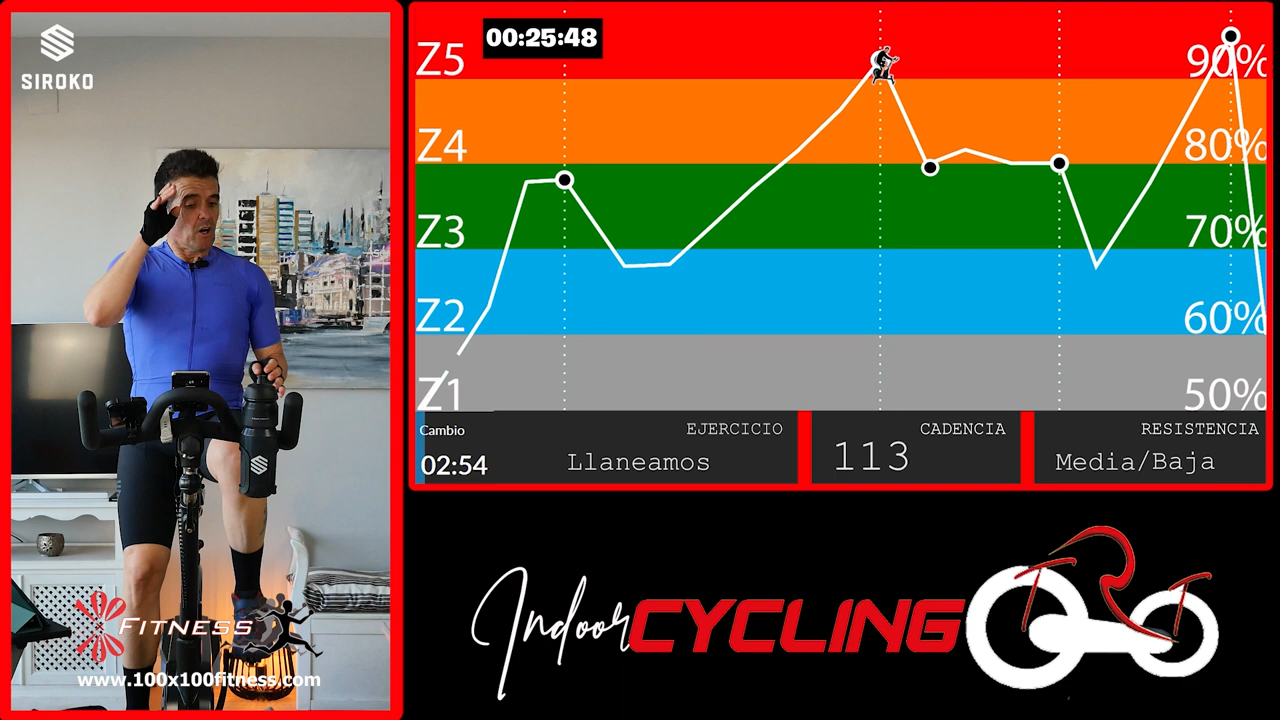 SIROKO
FITNESS
www.100x100fitness.com
00:25:48
Z5
90%
Z4
80%
Z3
70%
Z2
60%
Z1
50%
Cambio
02:54
EJERCICIO
Llaneamos
CADENCIA
113
RESISTENCIA
Media/Baja
Indoor CYCLING
TRT